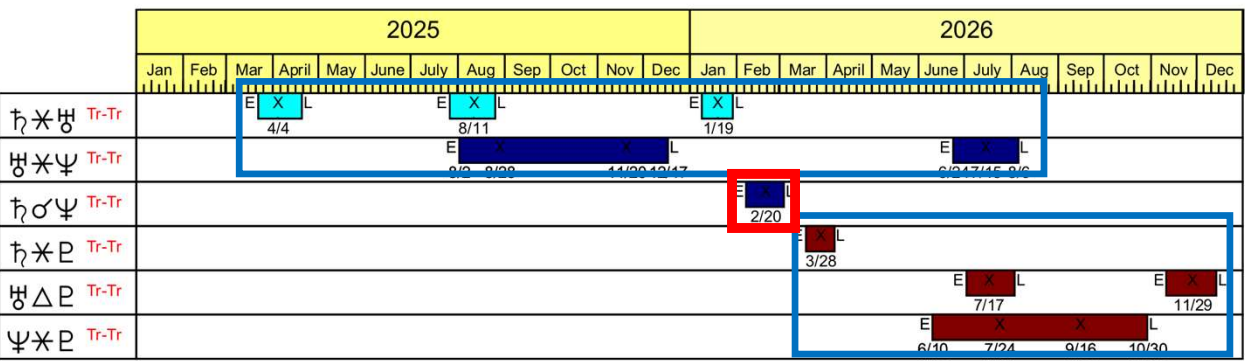 2025 2026
Jan Feb Mar April May June July Aug Sep Oct Nov Dec Jan Feb Mar April May June July Aug Sep Oct Nov Dec
♄⚹♅ Tr-Tr E X L E X L E X L
4/4 8/11 1/19
♅⚹♆ Tr-Tr E X X L E X L
8/2 8/28 11/20 12/17 6/24 7/15 8/6
♄☌♆ Tr-Tr E X L
2/20
♄⚹♇ Tr-Tr E X L
3/28
♅△♇ Tr-Tr E X L E X L
7/17 11/29
♆⚹♇ Tr-Tr E X X L
6/10 7/24 9/16 10/30